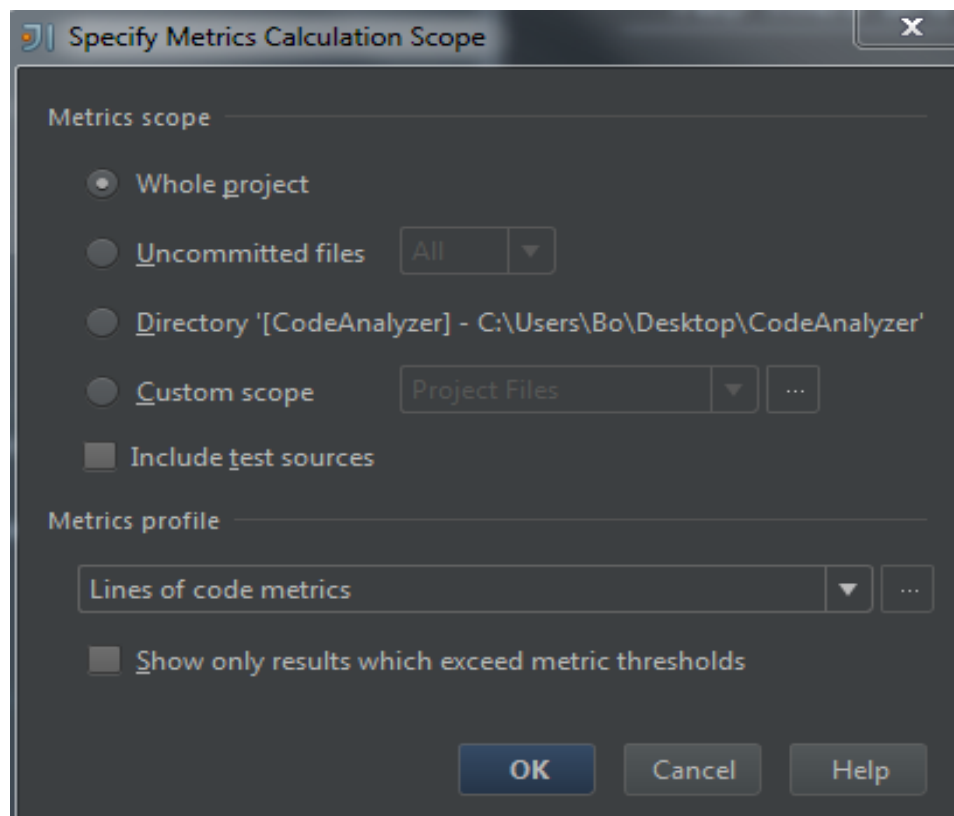 Specify Metrics Calculation Scope
Metrics scope
Whole project
Uncommitted files All
Directory '[CodeAnalyzer] - C:\Users\Bo\Desktop\CodeAnalyzer'
Custom scope Project Files ...
Include test sources
Metrics profile
Lines of code metrics ...
Show only results which exceed metric thresholds
OK Cancel Help